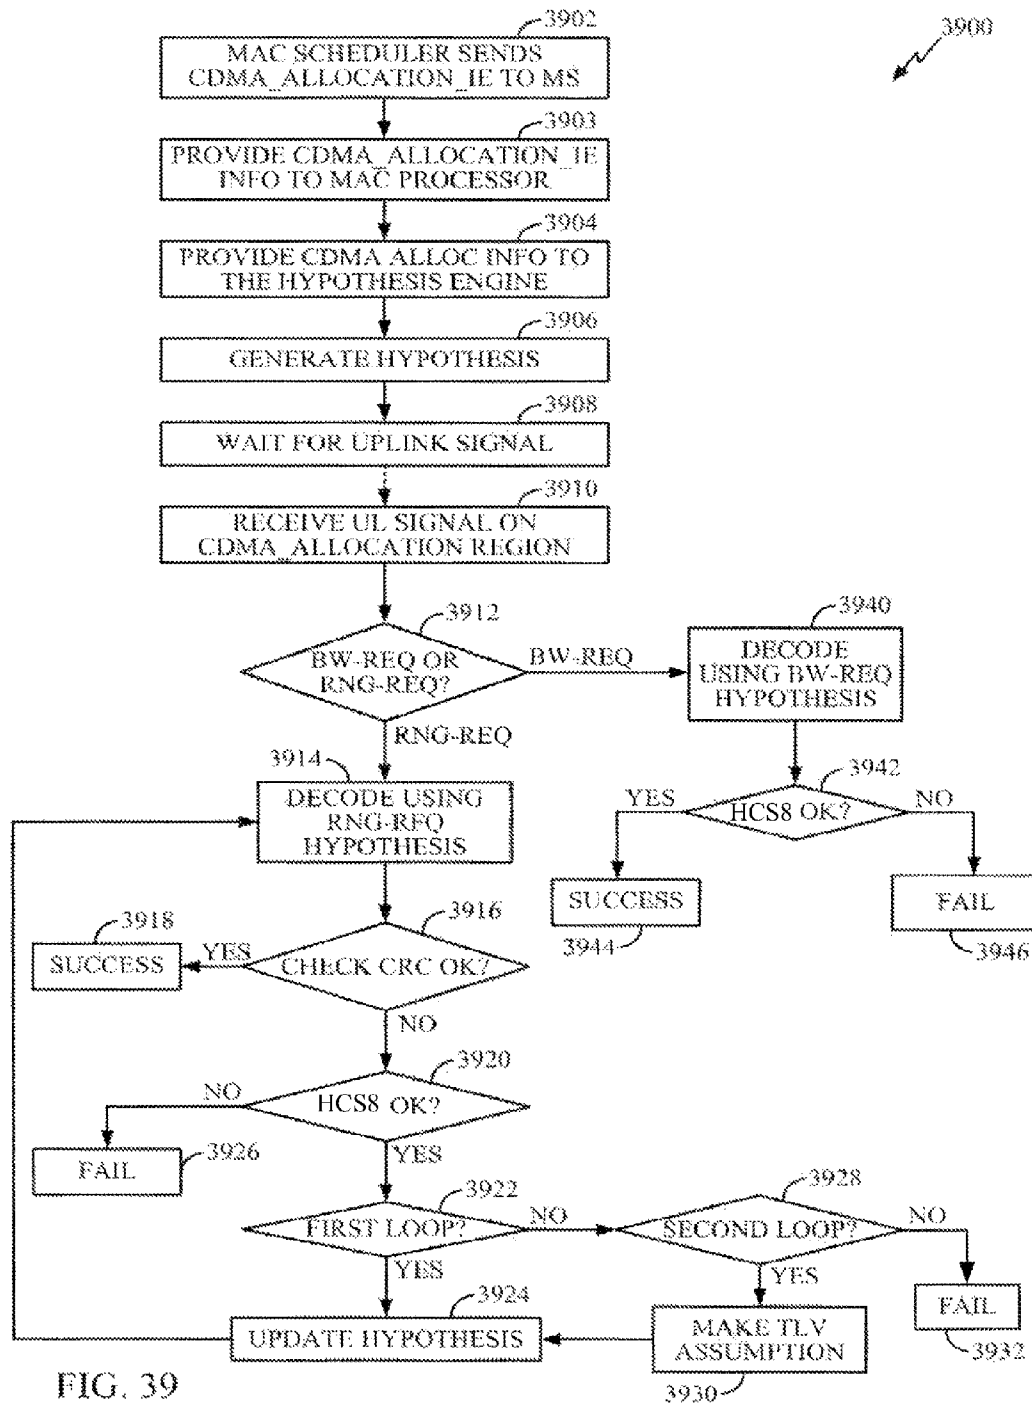 3902
3900
MAC SCHEDULER SENDS
CDMA_ALLOCATION_IE TO MS
3903
PROVIDE CDMA_ALLOCATION_IE
INFO TO MAC PROCESSOR
3904
PROVIDE CDMA ALLOC INFO TO
THE HYPOTHESIS ENGINE
3906
GENERATE HYPOTHESIS
3908
WAIT FOR UPLINK SIGNAL
3910
RECEIVE UL SIGNAL ON
CDMA_ALLOCATION REGION
3912
BW-REQ OR
RNG-REQ?
BW-REQ
3940
DECODE
USING BW-REQ
HYPOTHESIS
RNG-REQ
3914
DECODE USING
RNG-REQ
HYPOTHESIS
3942
YES
HCS8 OK?
NO
SUCCESS
3944
FAIL
3946
3916
3918
SUCCESS
YES
CHECK CRC OK?
NO
3920
NO
HCS8 OK?
FAIL
3926
YES
3922
FIRST LOOP?
NO
3928
SECOND LOOP?
NO
YES
YES
3924
UPDATE HYPOTHESIS
MAKE TLV
ASSUMPTION
3930
FAIL
3932
FIG. 39